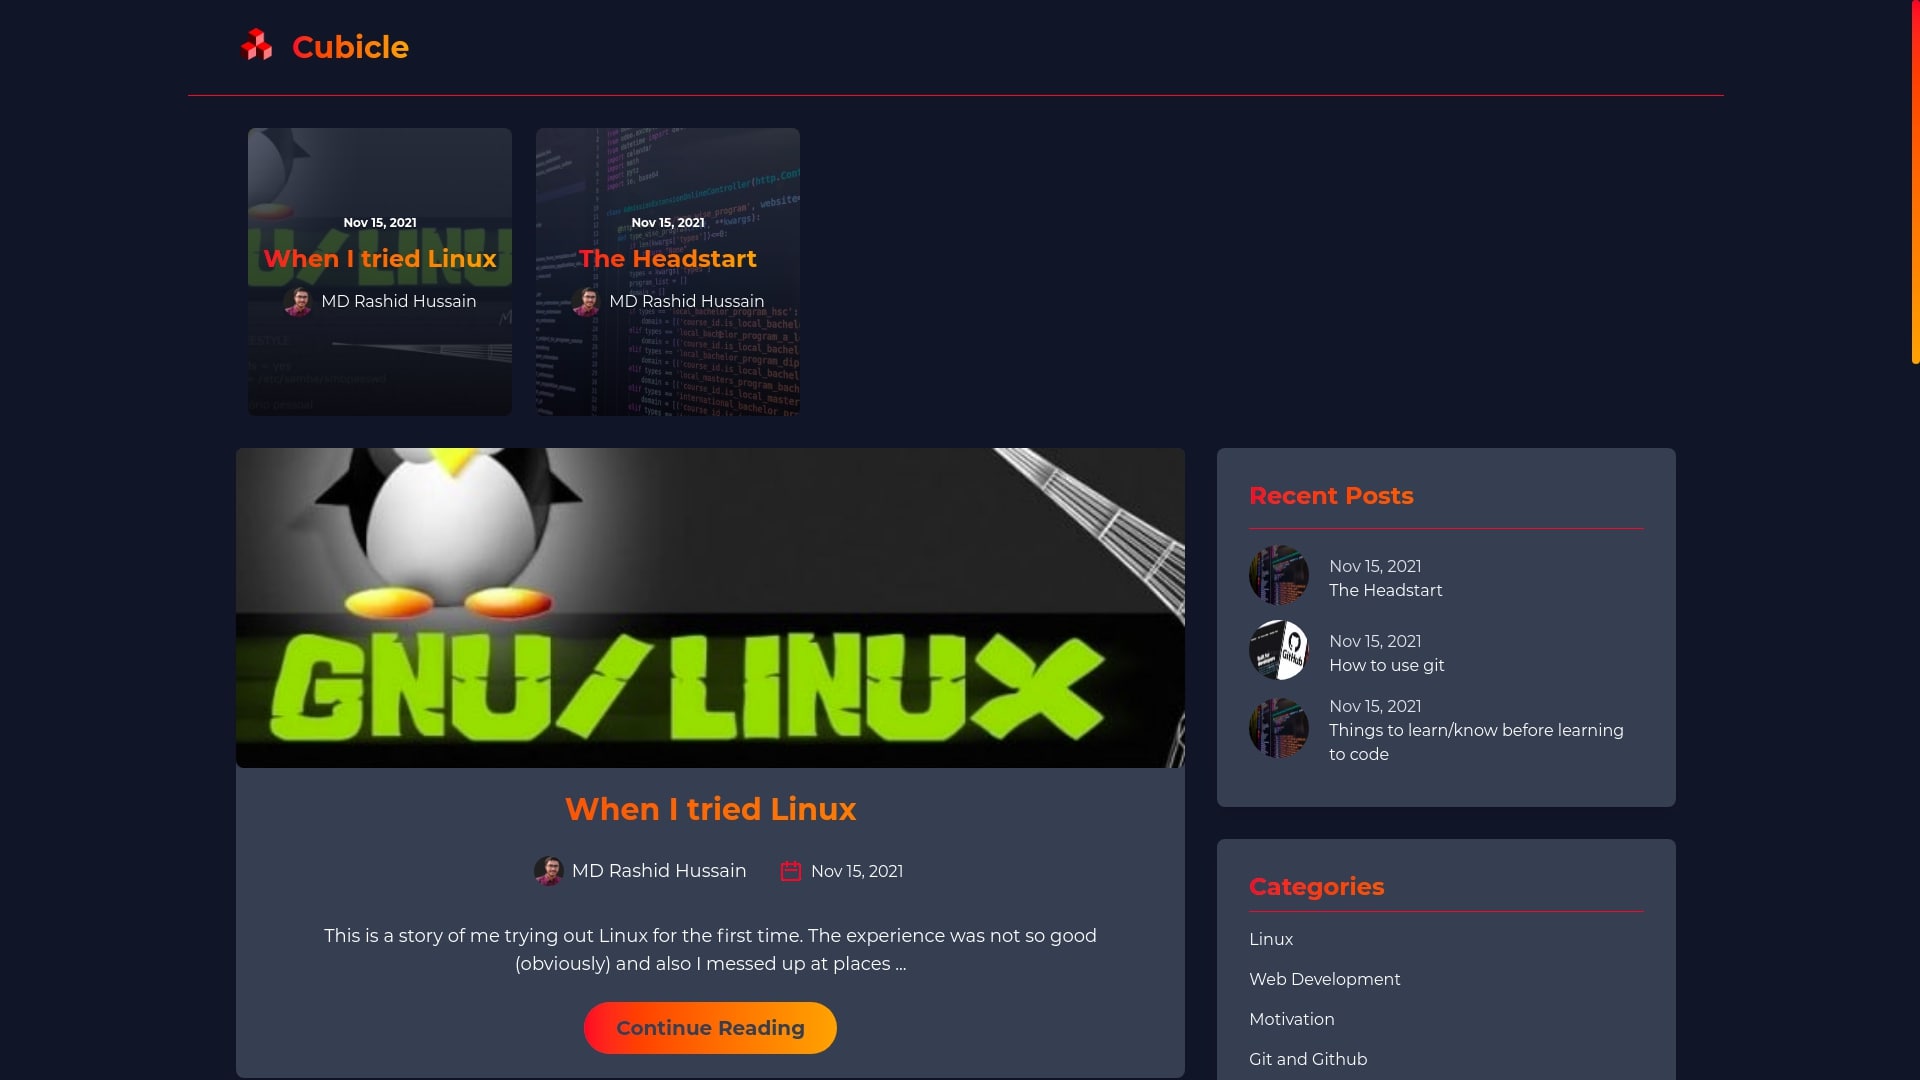 Cubicle
Nov 15, 2021
When I tried Linux
MD Rashid Hussain
Nov 15, 2021
The Headstart
MD Rashid Hussain
GNU/LINUX
When I tried Linux
MD Rashid Hussain
Nov 15, 2021
This is a story of me trying out Linux for the first time. The experience was not so good
(obviously) and also I messed up at places ...
Continue Reading
Recent Posts
Nov 15, 2021
The Headstart
Nov 15, 2021
How to use git
Nov 15, 2021
Things to learn/know before learning
to code
Categories
Linux
Web Development
Motivation
Git and Github